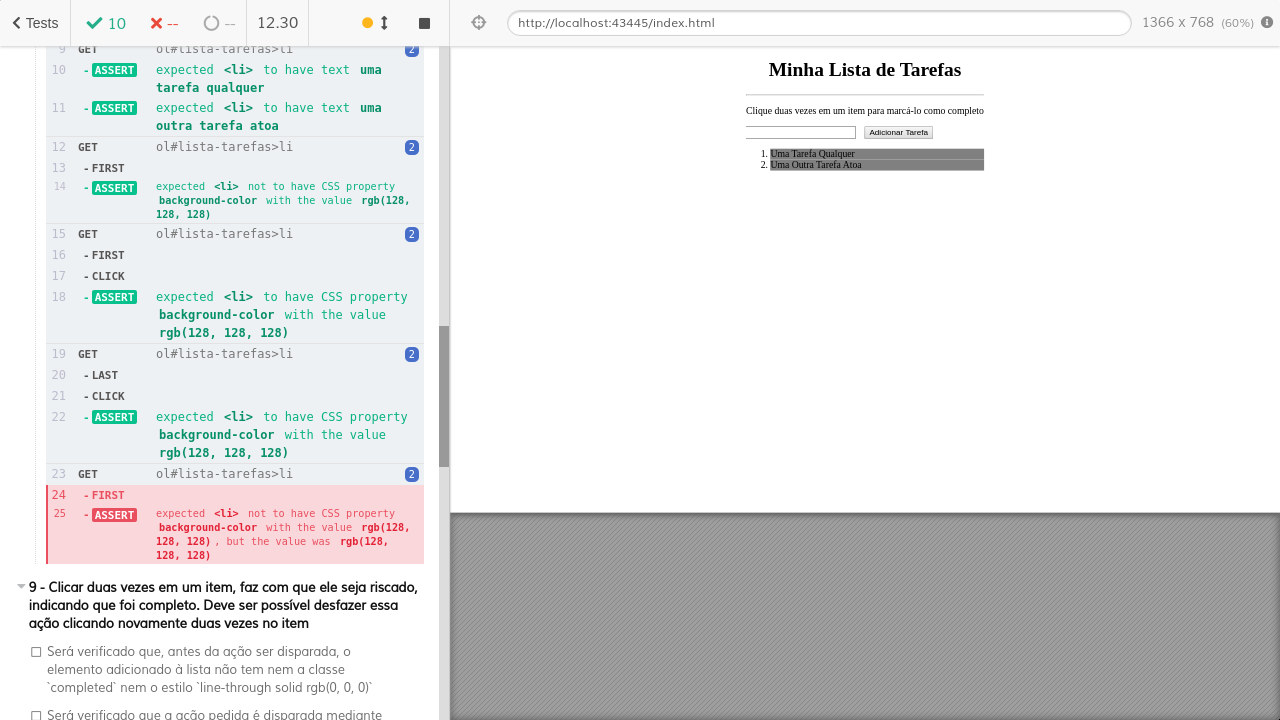 Tests
10
--
--
12.30
http://localhost:43445/index.html
1366 x 768 (60%)
9 GET ol#lista-tarefas>li 2
10 -ASSERT expected <li> to have text uma
tarefa qualquer
11 -ASSERT expected <li> to have text uma
outra tarefa atoa
12 GET ol#lista-tarefas>li 2
13 -FIRST
14 -ASSERT expected <li> not to have CSS property
background-color with the value rgb(128,
128, 128)
15 GET ol#lista-tarefas>li 2
16 -FIRST
17 -CLICK
18 -ASSERT expected <li> to have CSS property
background-color with the value
rgb(128, 128, 128)
19 GET ol#lista-tarefas>li 2
20 -LAST
21 -CLICK
22 -ASSERT expected <li> to have CSS property
background-color with the value
rgb(128, 128, 128)
23 GET ol#lista-tarefas>li 2
24 -FIRST
25 -ASSERT expected <li> not to have CSS property
background-color with the value rgb(128,
128, 128), but the value was rgb(128,
128, 128)
9 - Clicar duas vezes em um item, faz com que ele seja riscado,
indicando que foi completo. Deve ser possível desfazer essa
ação clicando novamente duas vezes no item
Será verificado que, antes da ação ser disparada, o
elemento adicionado à lista não tem nem a classe
`completed` nem o estilo `line-through solid rgb(0, 0, 0)`
Será verificado que a ação pedida é disparada mediante
Minha Lista de Tarefas
Clique duas vezes em um item para marcá-lo como completo
Adicionar Tarefa
1. Uma Tarefa Qualquer
2. Uma Outra Tarefa Atoa